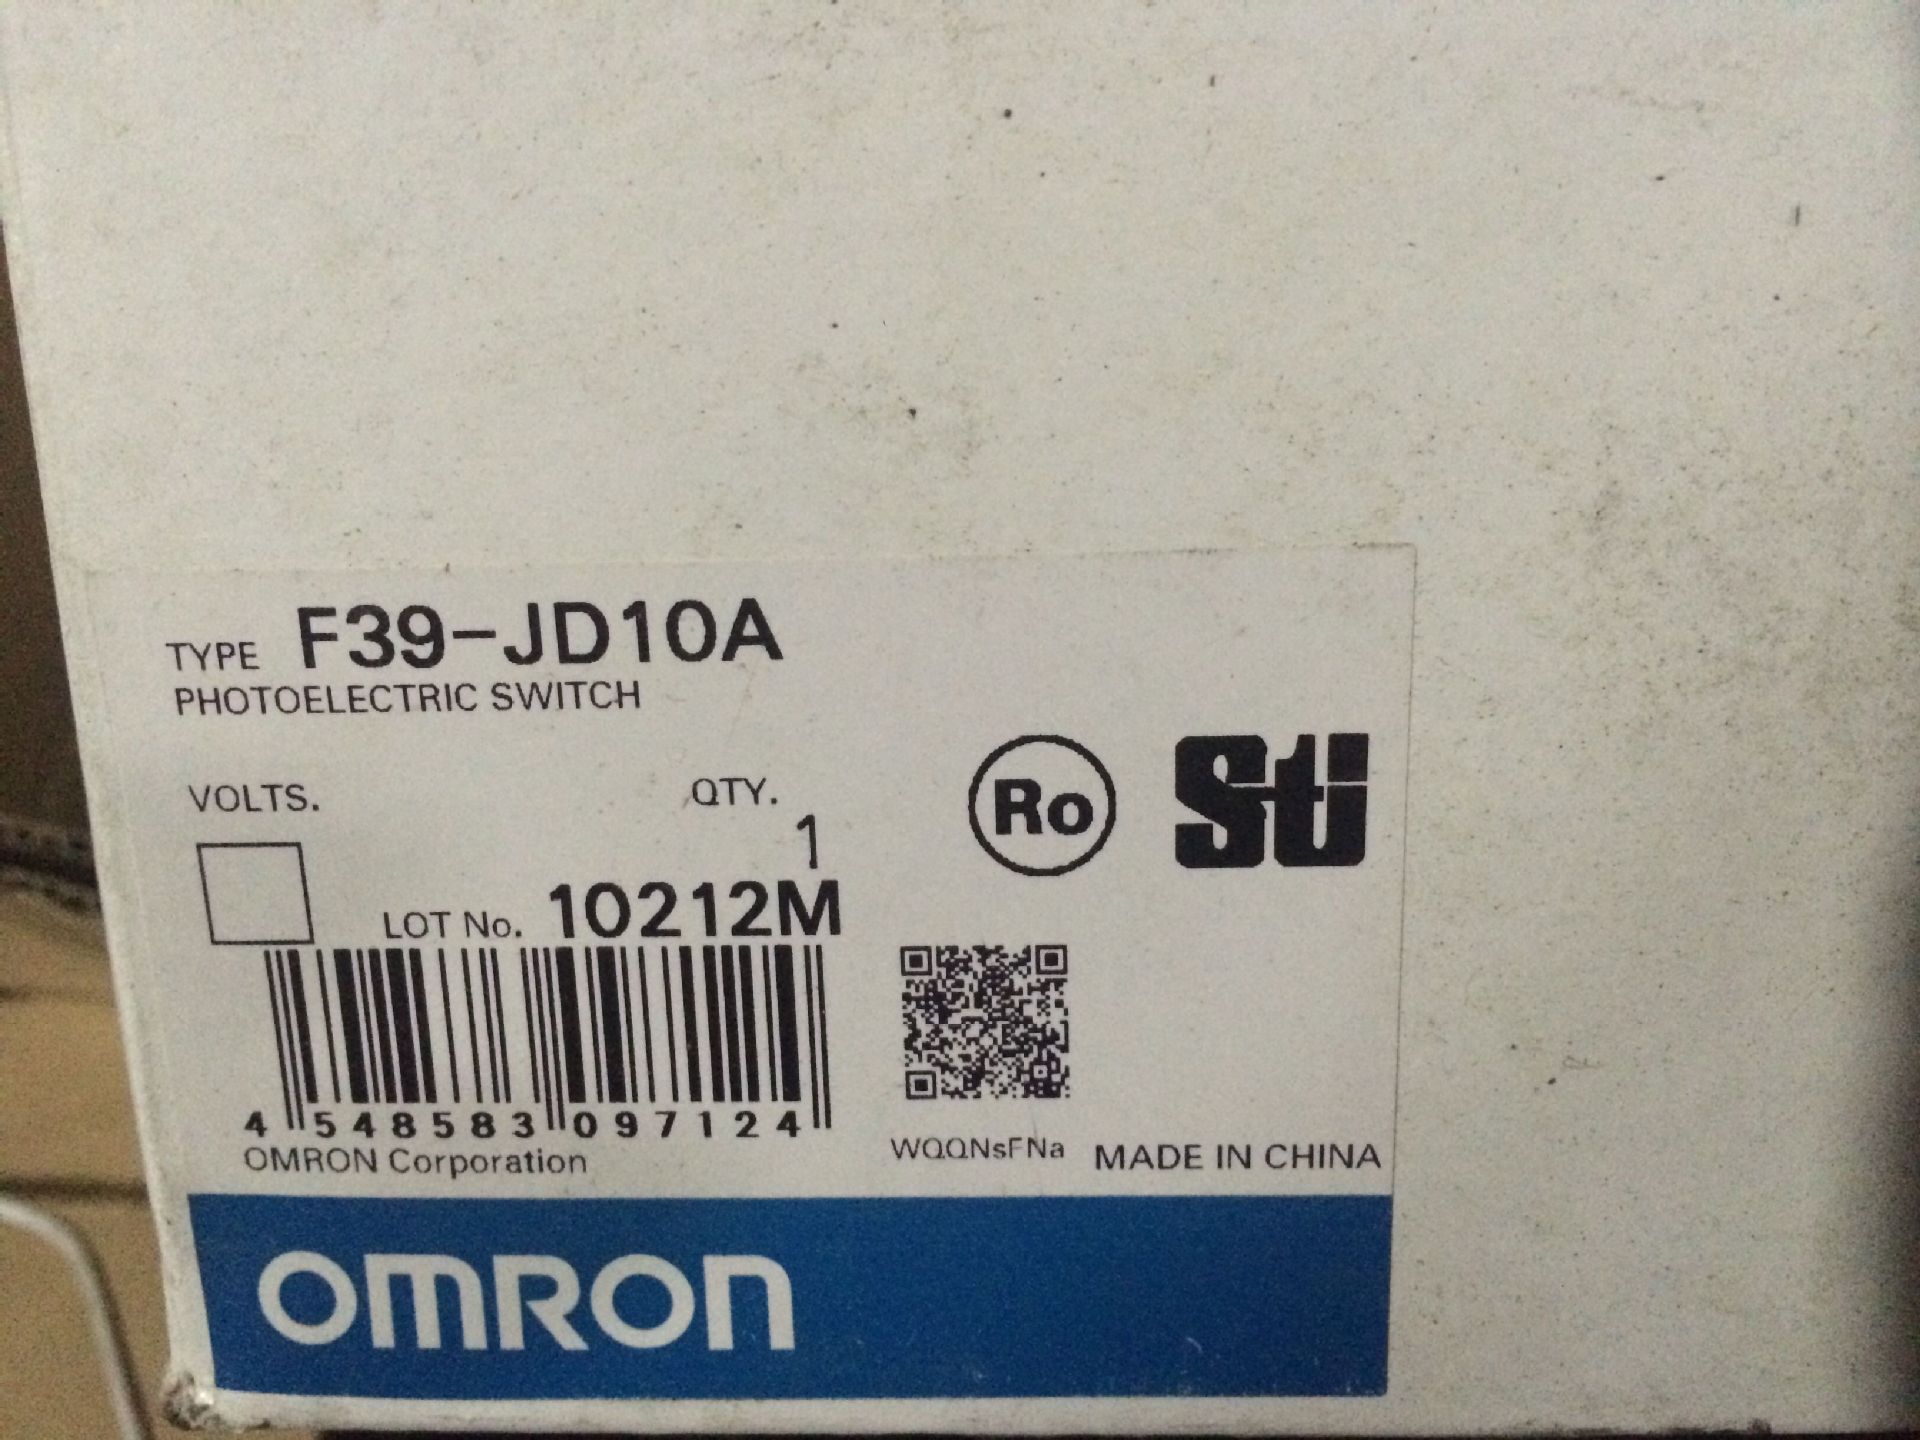 TYPE F39-JD10A
PHOTOELECTRIC SWITCH
VOLTS. QTY.
1
Ro Sti
LOT No. 10212M
4 548583 097124
OMRON Corporation
WQQNsFNa MADE IN CHINA
OMRON